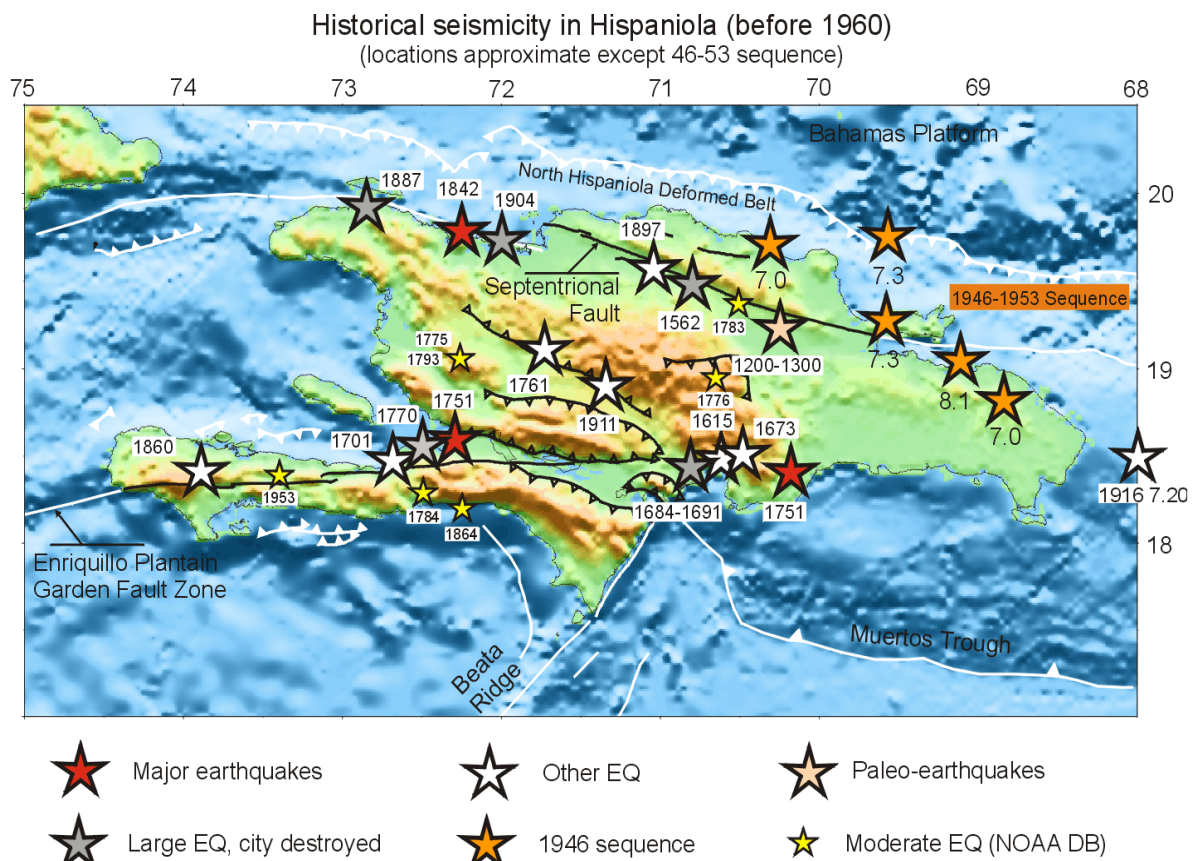 Historical seismicity in Hispaniola (before 1960)
(locations approximate except 46-53 sequence)
75 74 73 72 71 70 69 68
Bahamas Platform
North Hispaniola Deformed Belt
20
1887
1842
1904
1897
7.0
7.3
Septentrional
Fault
1946-1953 Sequence
1562
1783
7.3
1775
1793
1200-1300
19
1761
1776
8.1
1751
1770
1911
1615
1673
7.0
1860
1701
1953
1784
1864
1684-1691
1751
1916 7.20
18
Enriquillo Plantain
Garden Fault Zone
Beata
Ridge
Muertos Trough
Major earthquakes
Other EQ
Paleo-earthquakes
Large EQ, city destroyed
1946 sequence
Moderate EQ (NOAA DB)